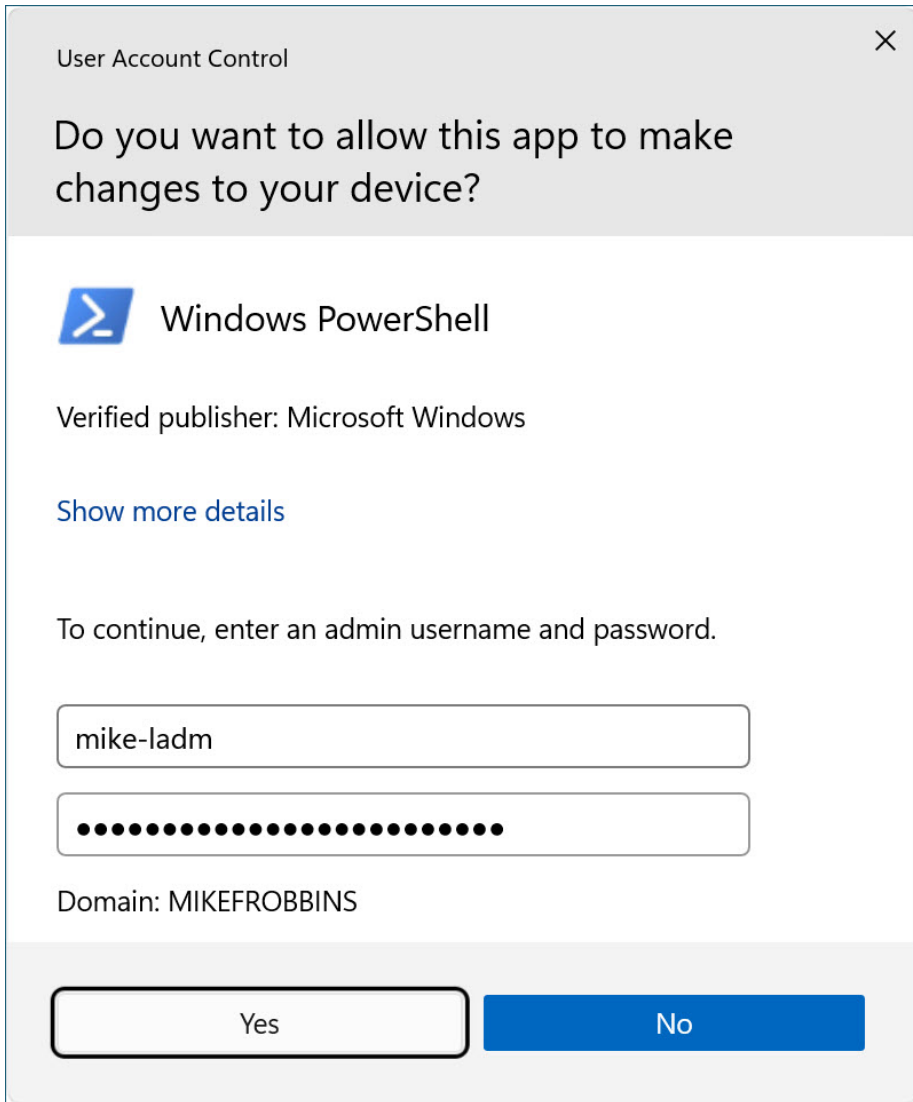 User Account Control
Do you want to allow this app to make
changes to your device?
Windows PowerShell
Verified publisher: Microsoft Windows
Show more details
To continue, enter an admin username and password.
mike-ladm
●●●●●●●●●●●●●●●●●●●●●●●●●
Domain: MIKEFROBBINS
Yes
No